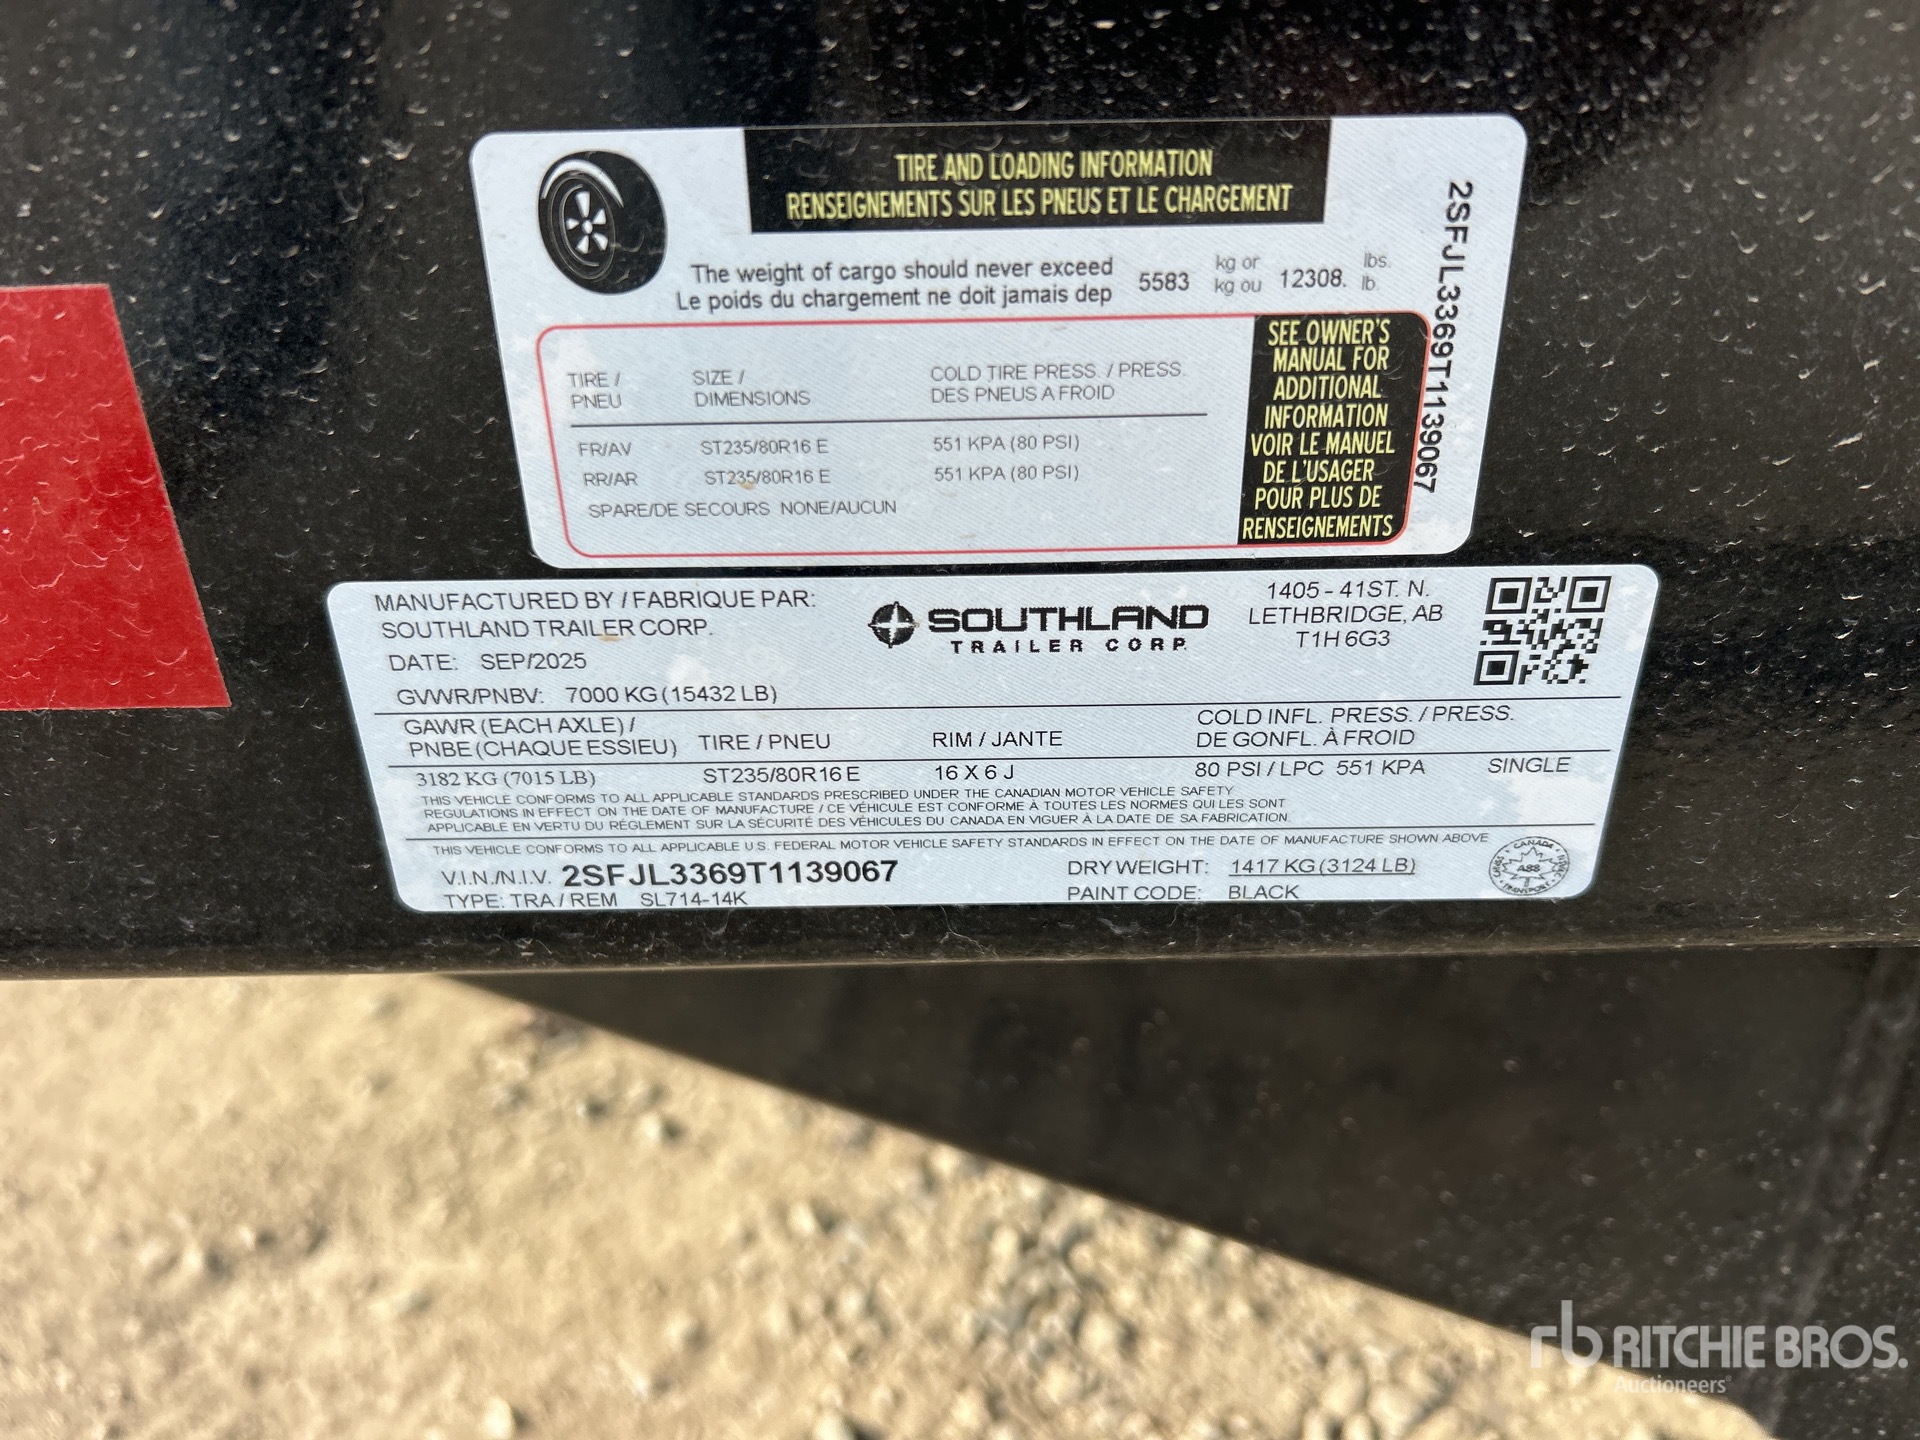 TIRE AND LOADING INFORMATION
RENSEIGNEMENTS SUR LES PNEUS ET LE CHARGEMENT
The weight of cargo should never exceed 5583 kg or 12308. lbs.
Le poids du chargement ne doit jamais dep kg ou lb.
TIRE / SIZE / COLD TIRE PRESS. / PRESS.
PNEU DIMENSIONS DES PNEUS A FROID
FR/AV ST235/80R16 E 551 KPA (80 PSI)
RR/AR ST235/80R16 E 551 KPA (80 PSI)
SPARE/DE SECOURS NONE/AUCUN
SEE OWNER'S
MANUAL FOR
ADDITIONAL
INFORMATION
VOIR LE MANUEL
DE L'USAGER
POUR PLUS DE
RENSEIGNEMENTS
2SFJL3369T1139067
MANUFACTURED BY / FABRIQUE PAR:
SOUTHLAND TRAILER CORP.
DATE: SEP/2025
GVWR/PNBV: 7000 KG (15432 LB)
SOUTHLAND
TRAILER CORP.
1405 - 41ST. N.
LETHBRIDGE, AB
T1H 6G3
GAWR (EACH AXLE) / COLD INFL. PRESS. / PRESS.
PNBE (CHAQUE ESSIEU) TIRE / PNEU RIM / JANTE DE GONFL. À FROID
3182 KG (7015 LB) ST235/80R16 E 16 X 6 J 80 PSI / LPC 551 KPA SINGLE
THIS VEHICLE CONFORMS TO ALL APPLICABLE STANDARDS PRESCRIBED UNDER THE CANADIAN MOTOR VEHICLE SAFETY
REGULATIONS IN EFFECT ON THE DATE OF MANUFACTURE / CE VÉHICULE EST CONFORME À TOUTES LES NORMES QUI LES SONT
APPLICABLE EN VERTU DU RÉGLEMENT SUR LA SÉCURITÉ DES VÉHICULES DU CANADA EN VIGUER À LA DATE DE SA FABRICATION.
THIS VEHICLE CONFORMS TO ALL APPLICABLE U.S. FEDERAL MOTOR VEHICLE SAFETY STANDARDS IN EFFECT ON THE DATE OF MANUFACTURE SHOWN ABOVE
V.I.N./N.I.V. 2SFJL3369T1139067 DRY WEIGHT: 1417 KG (3124 LB)
TYPE: TRA / REM SL714-14K PAINT CODE: BLACK
CANADA
TRANSPORT
rb RITCHIE BROS.
Auctioneers